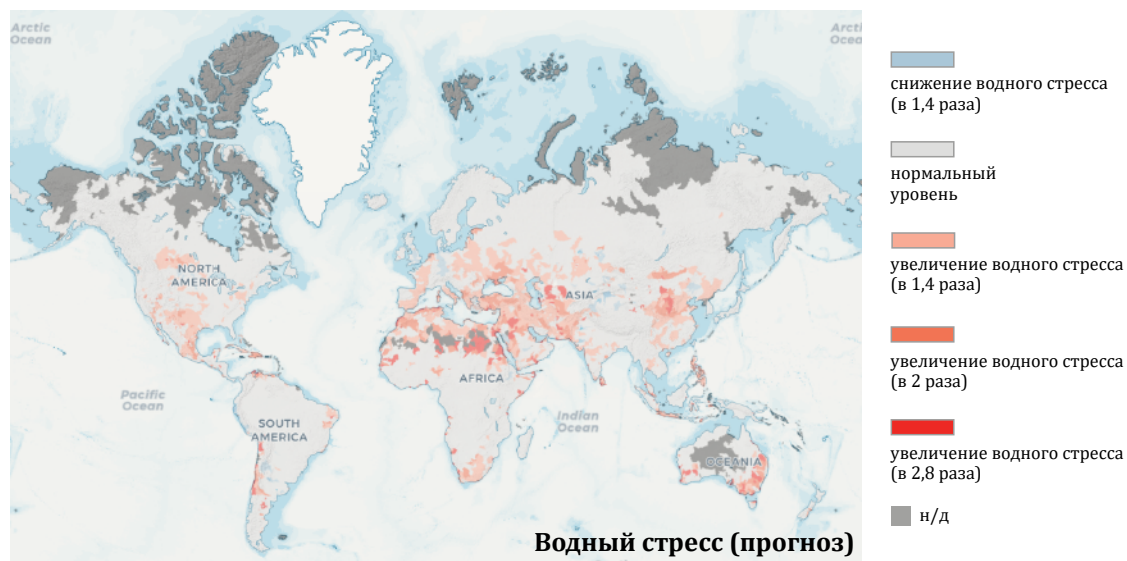 Arctic
Ocean
Arcti
Ocea
NORTH
AMERICA
ASIA
AFRICA
Pacific
Ocean
Indian
Ocean
SOUTH
AMERICA
OCEANIA
Водный стресс (прогноз)
снижение водного стресса
(в 1,4 раза)
нормальный
уровень
увеличение водного стресса
(в 1,4 раза)
увеличение водного стресса
(в 2 раза)
увеличение водного стресса
(в 2,8 раза)
н/д